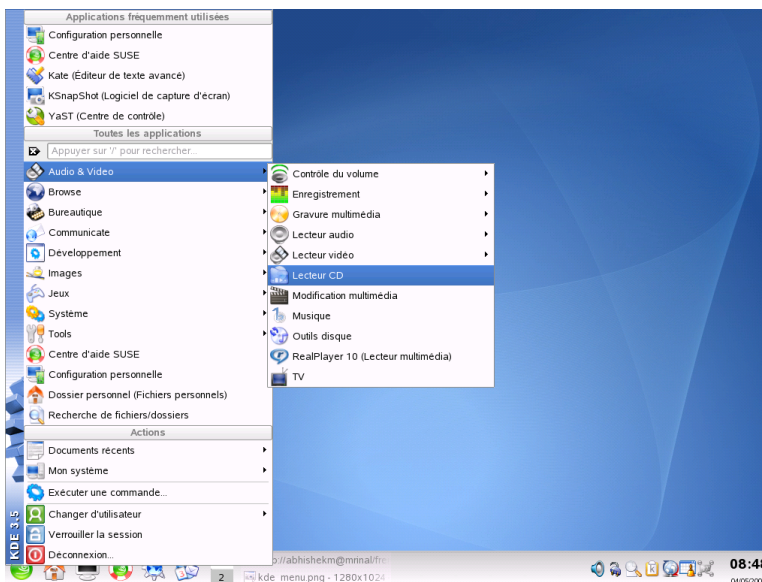 Applications fréquemment utilisées
Configuration personnelle
Centre d'aide SUSE
Kate (Éditeur de texte avancé)
KSnapShot (Logiciel de capture d'écran)
YaST (Centre de contrôle)
Toutes les applications
Appuyer sur '/' pour rechercher...
Audio & Video
Browse
Bureautique
Communicate
Développement
Images
Jeux
Système
Tools
Centre d'aide SUSE
Configuration personnelle
Dossier personnel (Fichiers personnels)
Recherche de fichiers/dossiers
Contrôle du volume
Enregistrement
Gravure multimédia
Lecteur audio
Lecteur vidéo
Lecteur CD
Modification multimédia
Musique
Outils disque
RealPlayer 10 (Lecteur multimédia)
TV
Actions
Documents récents
Mon système
Exécuter une commande...
Changer d'utilisateur
Verrouiller la session
Déconnexion...
KDE 3.5
2
p://abhishekm@mrinal/fre
kde_menu.png - 1280x1024
08:48